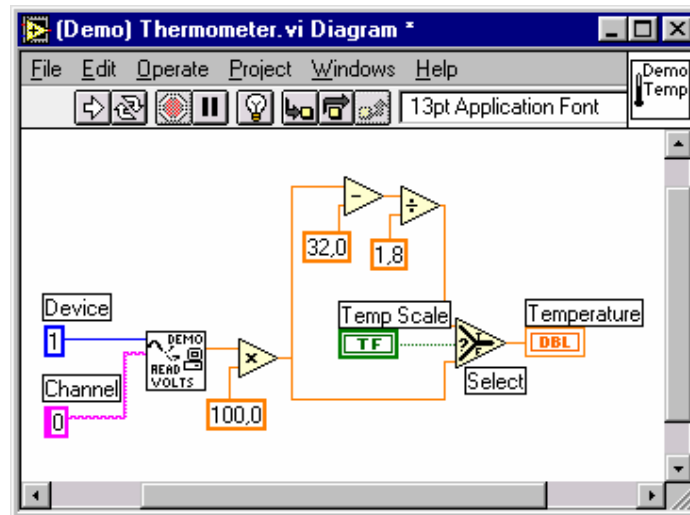 (Demo) Thermometer.vi Diagram *
File Edit Operate Project Windows Help
Demo
Temp
13pt Application Font
-
÷
32,0
1,8
Device
1
DEMO
READ
VOLTS
x
Channel
0
100,0
Temp Scale
TF
?
T
F
Select
Temperature
DBL